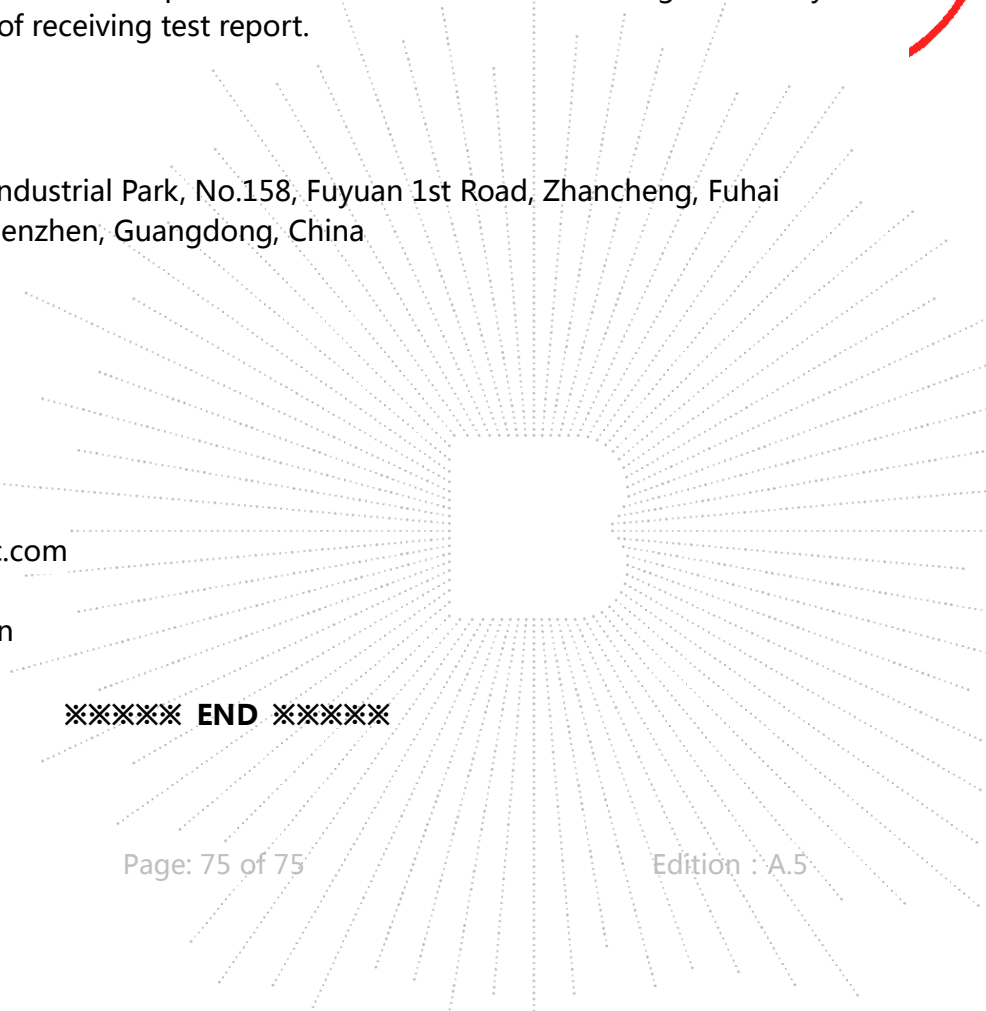 of receiving test report.
ndustrial Park, No.158, Fuyuan 1st Road, Zhancheng, Fuhai
enzhen, Guangdong, China
.com
n
※※※※※ END ※※※※※
Page: 75 of 75 Edition：A.5